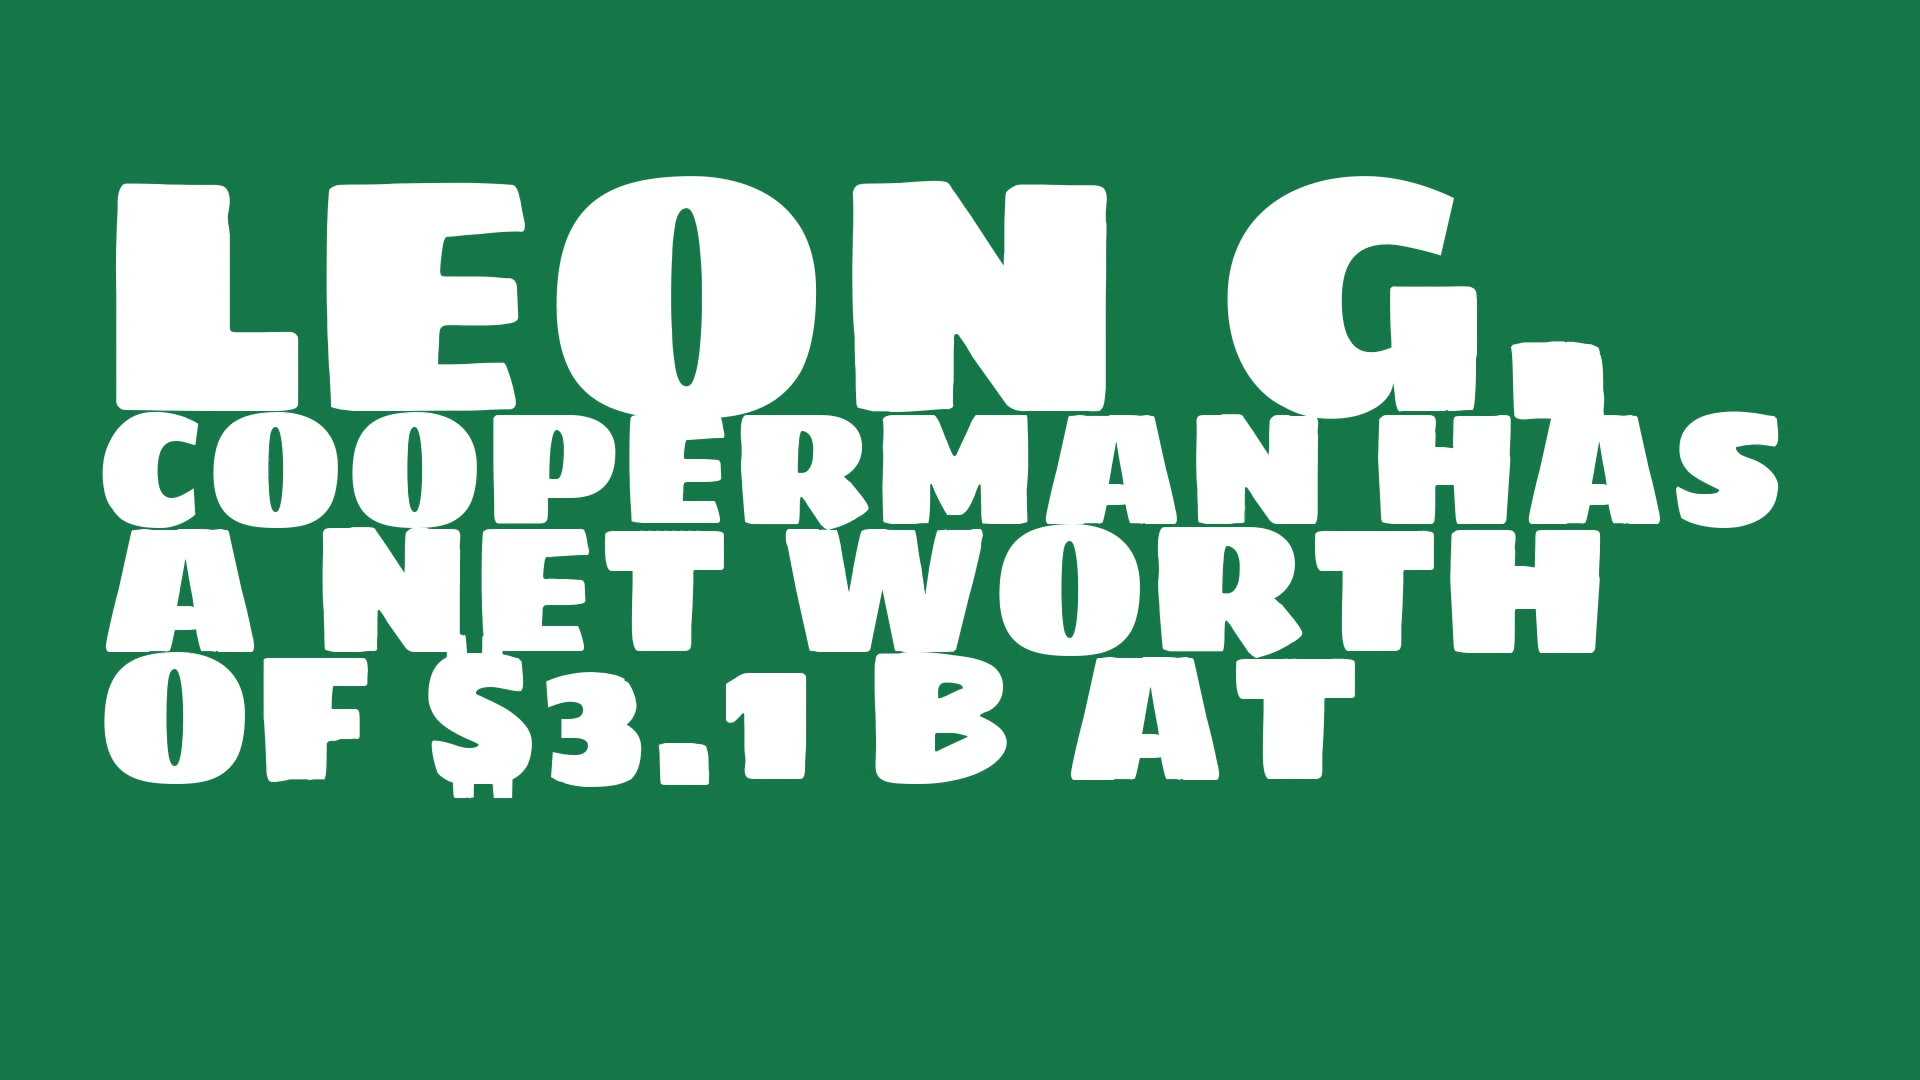 LEON G,
COOPERMAN HAS
A NET WORTH
OF $3.1 B AT